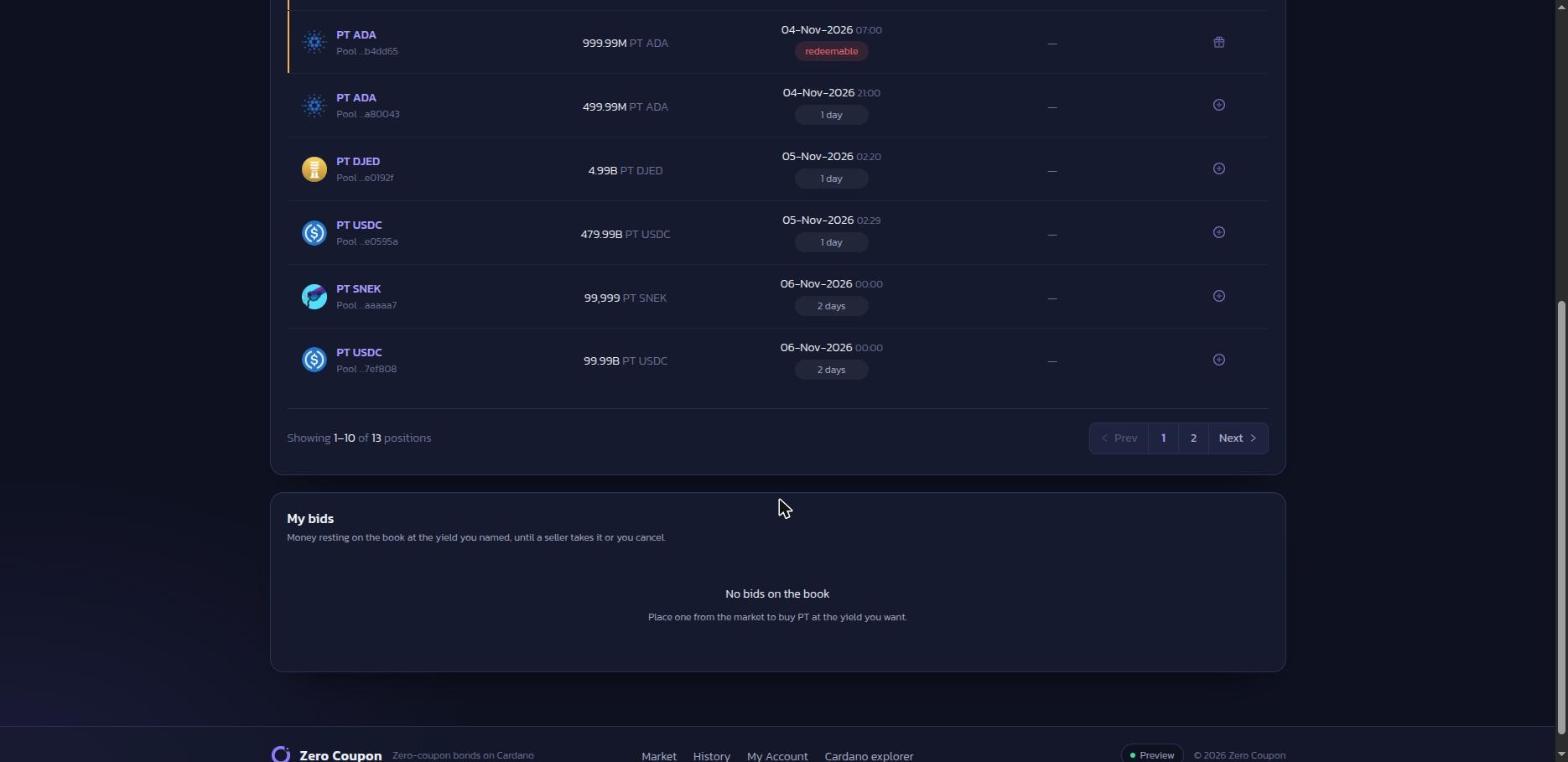 PT ADA
Pool ...b4dd65
999.99M PT ADA
04-Nov-2026 07:00
redeemable
—
PT ADA
Pool ...a80043
499.99M PT ADA
04-Nov-2026 21:00
1 day
—
PT DJED
Pool ...e0192f
4.99B PT DJED
05-Nov-2026 02:20
1 day
—
PT USDC
Pool ...e0595a
479.99B PT USDC
05-Nov-2026 02:29
1 day
—
PT SNEK
Pool ...aaaaa7
99,999 PT SNEK
06-Nov-2026 00:00
2 days
—
PT USDC
Pool ...7ef808
99.99B PT USDC
06-Nov-2026 00:00
2 days
—
Showing 1–10 of 13 positions
Prev 1 2 Next
My bids
Money resting on the book at the yield you named, until a seller takes it or you cancel.
No bids on the book
Place one from the market to buy PT at the yield you want.
Zero Coupon Zero-coupon bonds on Cardano Market History My Account Cardano explorer Preview © 2026 Zero Coupon